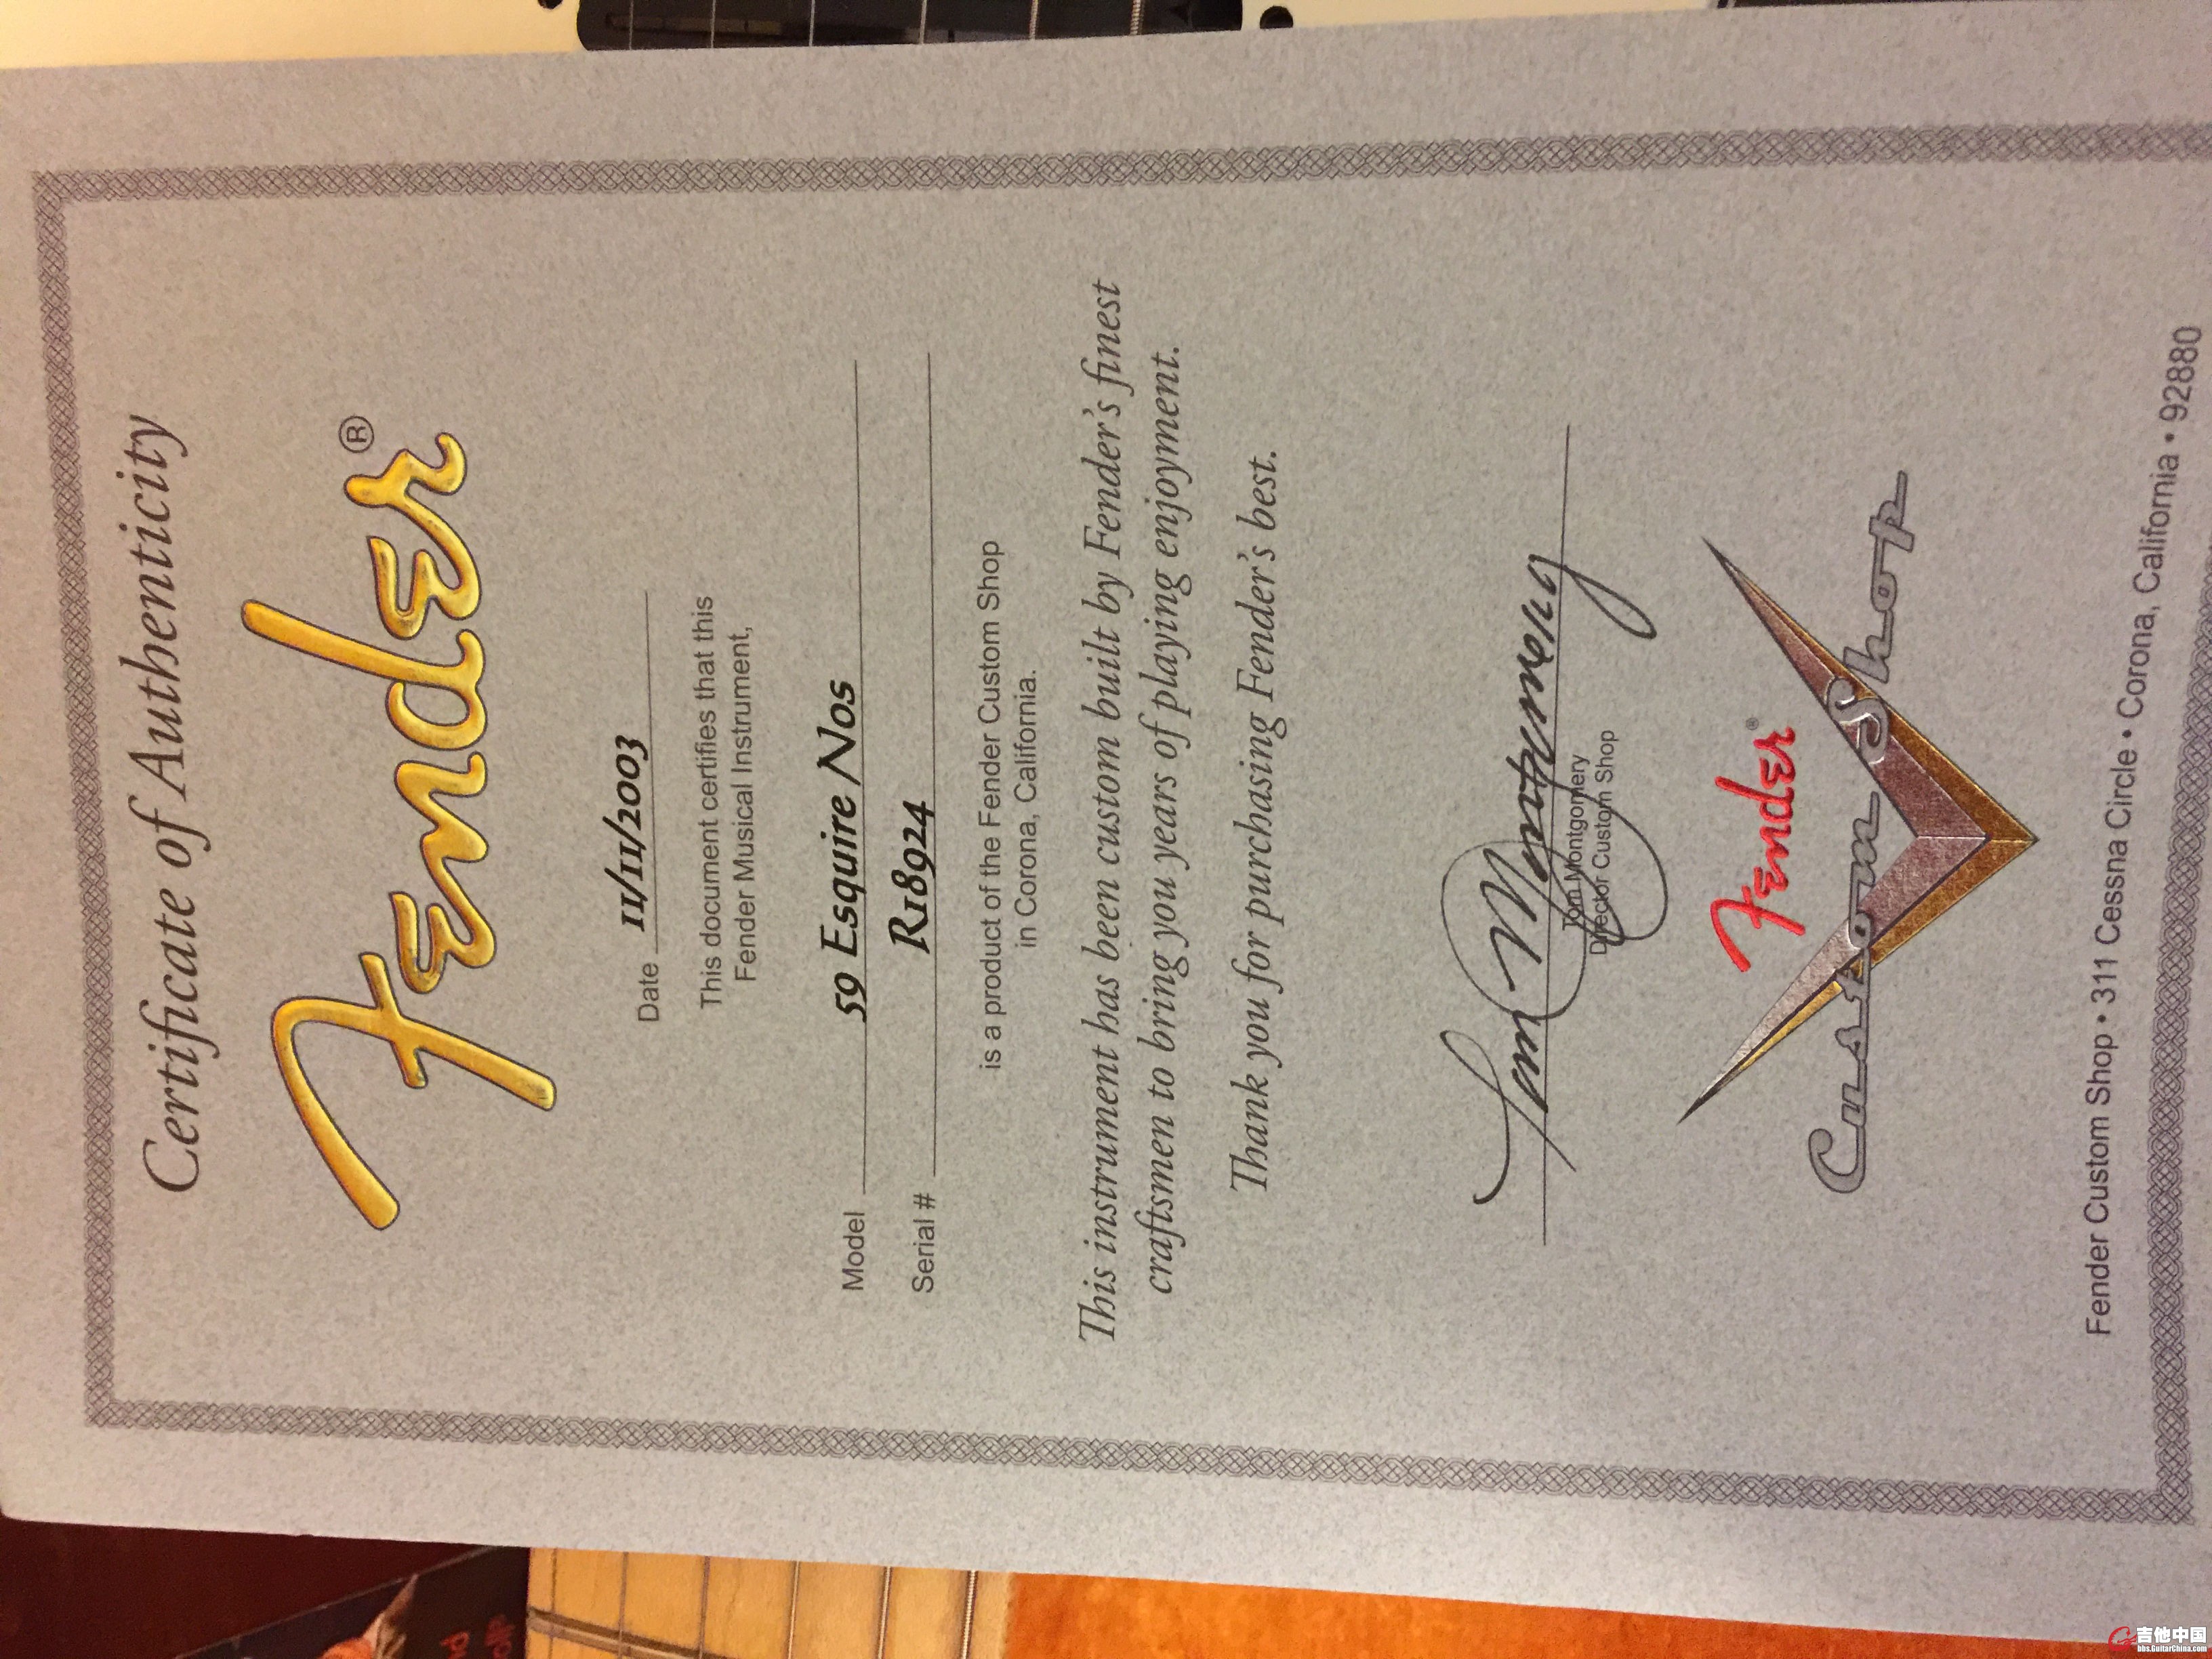 Certificate of Authenticity
Fender®
Date 11/11/2003
This document certifies that this
Fender Musical Instrument,
Model 59 Esquire Nos
Serial # R18924
is a product of the Fender Custom Shop
in Corona, California.
This instrument has been custom built by Fender's finest
craftsmen to bring you years of playing enjoyment.
Thank you for purchasing Fender's best.
Tom Montgomery
Tom Montgomery
Director Custom Shop
Fender®
Custom Shop
Fender Custom Shop • 311 Cessna Circle • Corona, California • 92880
吉他中国
bbs.GuitarChina.com